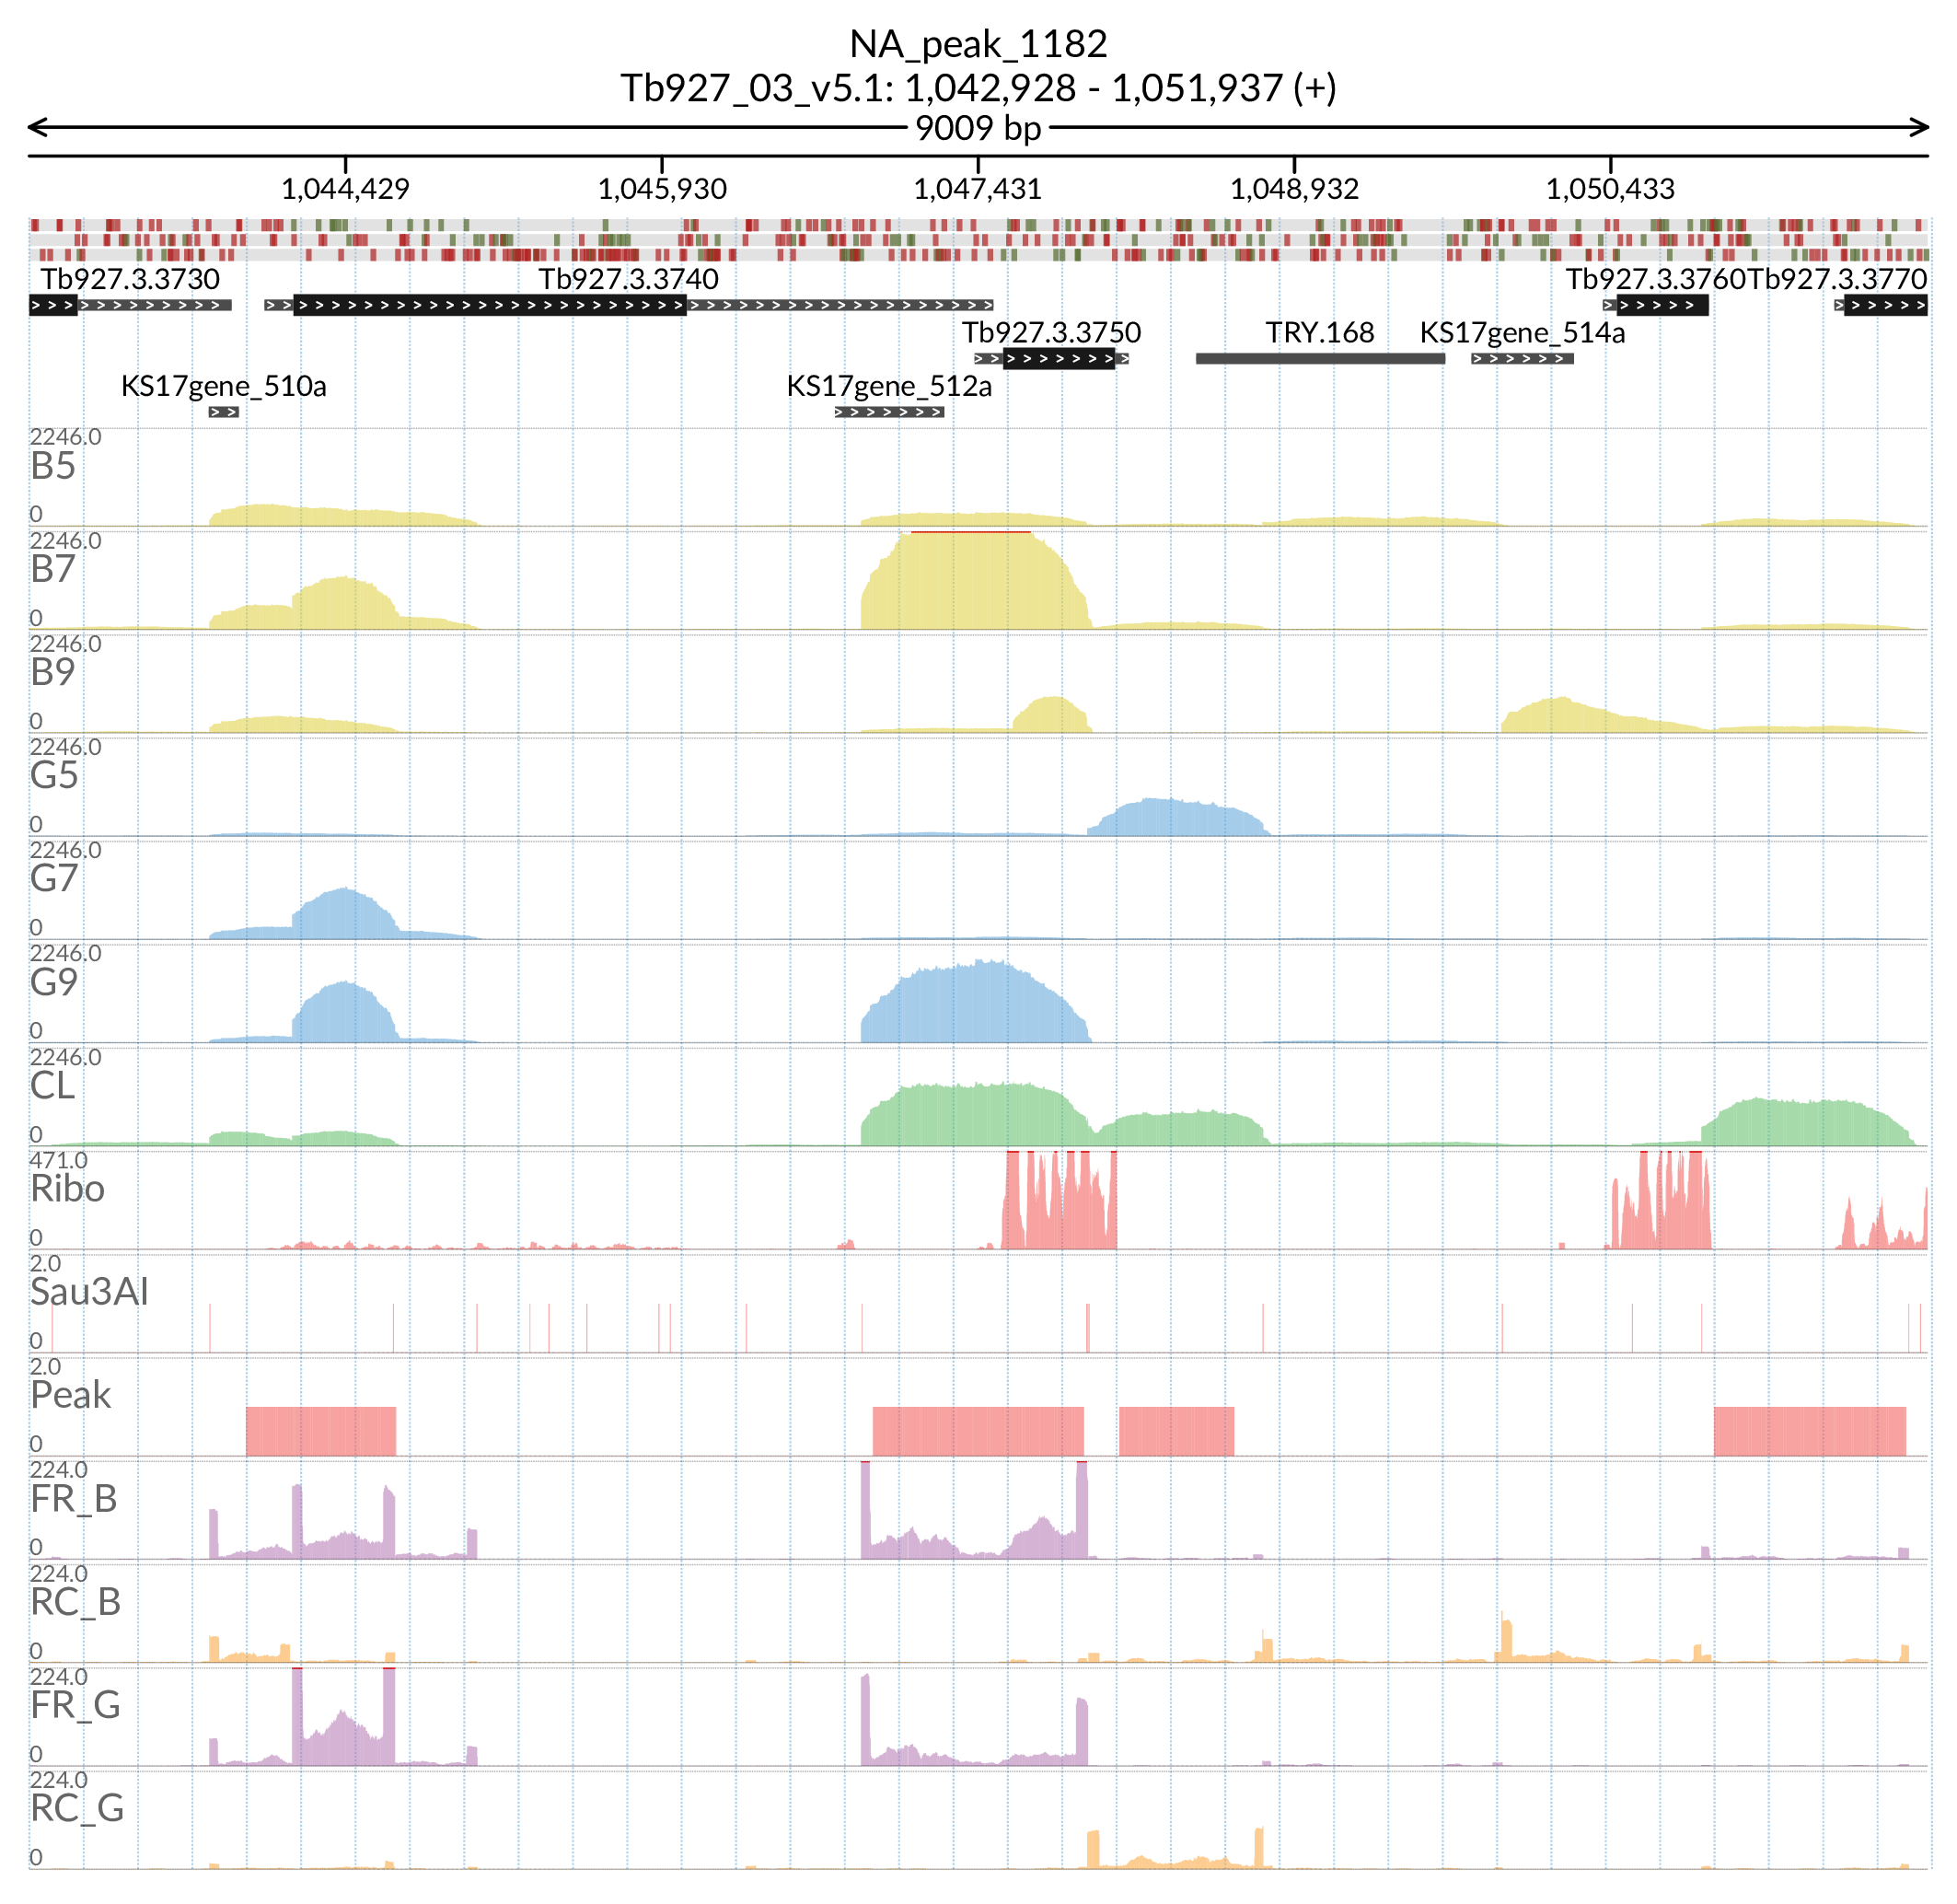 NA_peak_1182
Tb927_03_v5.1: 1,042,928 - 1,051,937 (+)
9009 bp
1,044,429 1,045,930 1,047,431 1,048,932 1,050,433
Tb927.3.3730 Tb927.3.3740 Tb927.3.3760 Tb927.3.3770
Tb927.3.3750 TRY.168 KS17gene_514a
KS17gene_510a KS17gene_512a
2246.0
B5
0
2246.0
B7
0
2246.0
B9
0
2246.0
G5
0
2246.0
G7
0
2246.0
G9
0
2246.0
CL
0
471.0
Ribo
0
2.0
Sau3AI
0
2.0
Peak
0
224.0
FR_B
0
224.0
RC_B
0
224.0
FR_G
0
224.0
RC_G
0